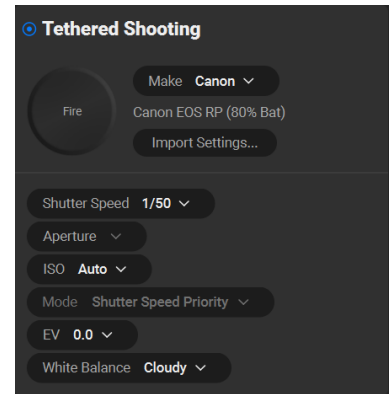 Tethered Shooting
Make Canon
Fire
Canon EOS RP (80% Bat)
Import Settings...
Shutter Speed 1/50
Aperture
ISO Auto
Mode Shutter Speed Priority
EV 0.0
White Balance Cloudy